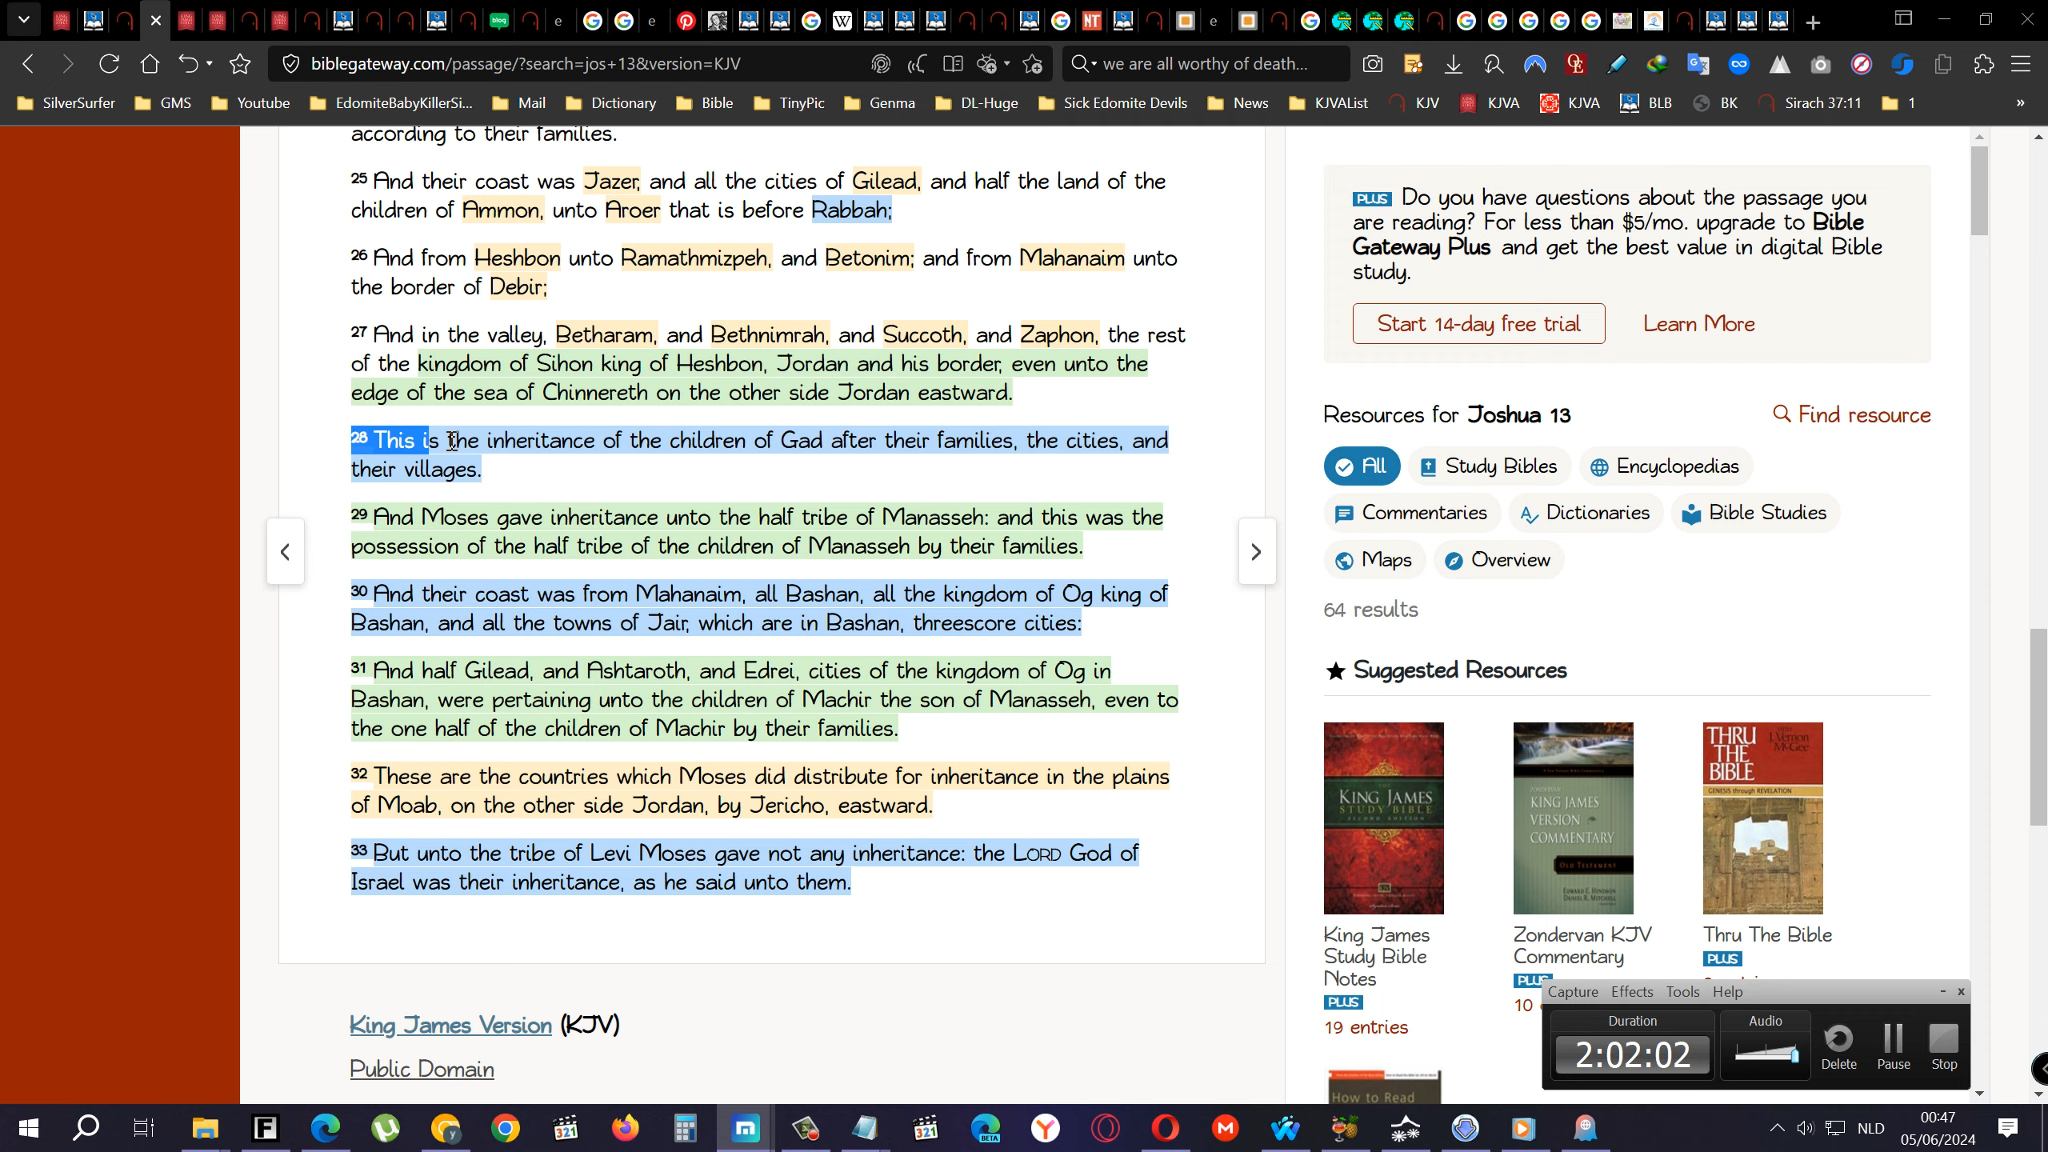 biblegateway.com/passage/?search=jos+13&version=KJV
we are all worthy of death...
SilverSurfer
GMS
Youtube
EdomiteBabyKillerSi...
Mail
Dictionary
Bible
TinyPic
Genma
DL-Huge
Sick Edomite Devils
News
KJVAList
KJV
KJVA
KJVA
BLB
BK
Sirach 37:11
1
according to their families.
25 And their coast was Jazer, and all the cities of Gilead, and half the land of the
children of Ammon, unto Aroer that is before Rabbah;
26 And from Heshbon unto Ramathmizpeh, and Betonim; and from Mahanaim unto
the border of Debir;
27 And in the valley, Betharam, and Bethnimrah, and Succoth, and Zaphon, the rest
of the kingdom of Sihon king of Heshbon, Jordan and his border, even unto the
edge of the sea of Chinnereth on the other side Jordan eastward.
28 This is the inheritance of the children of Gad after their families, the cities, and
their villages.
29 And Moses gave inheritance unto the half tribe of Manasseh: and this was the
possession of the half tribe of the children of Manasseh by their families.
30 And their coast was from Mahanaim, all Bashan, all the kingdom of Og king of
Bashan, and all the towns of Jair, which are in Bashan, threescore cities:
31 And half Gilead, and Ashtaroth, and Edrei, cities of the kingdom of Og in
Bashan, were pertaining unto the children of Machir the son of Manasseh, even to
the one half of the children of Machir by their families.
32 These are the countries which Moses did distribute for inheritance in the plains
of Moab, on the other side Jordan, by Jericho, eastward.
33 But unto the tribe of Levi Moses gave not any inheritance: the LORD God of
Israel was their inheritance, as he said unto them.
King James Version (KJV)
Public Domain
PLUS Do you have questions about the passage you
are reading? For less than $5/mo. upgrade to Bible
Gateway Plus and get the best value in digital Bible
study.
Start 14-day free trial
Learn More
Resources for Joshua 13
Find resource
All
Study Bibles
Encyclopedias
Commentaries
Dictionaries
Bible Studies
Maps
Overview
64 results
Suggested Resources
KING JAMES
STUDY BIBLE
SECOND EDITION
KING JAMES
VERSION
COMMENTARY
OLD TESTAMENT
THRU
THE
BIBLE
J. Vernon
McGee
GENESIS through REVELATION
King James
Study Bible
Notes
PLUS
19 entries
Zondervan KJV
Commentary
PLUS
10
Thru The Bible
PLUS
How to Read
Capture
Effects
Tools
Help
Duration
2:02:02
Audio
Delete
Pause
Stop
NLD
00:47
05/06/2024